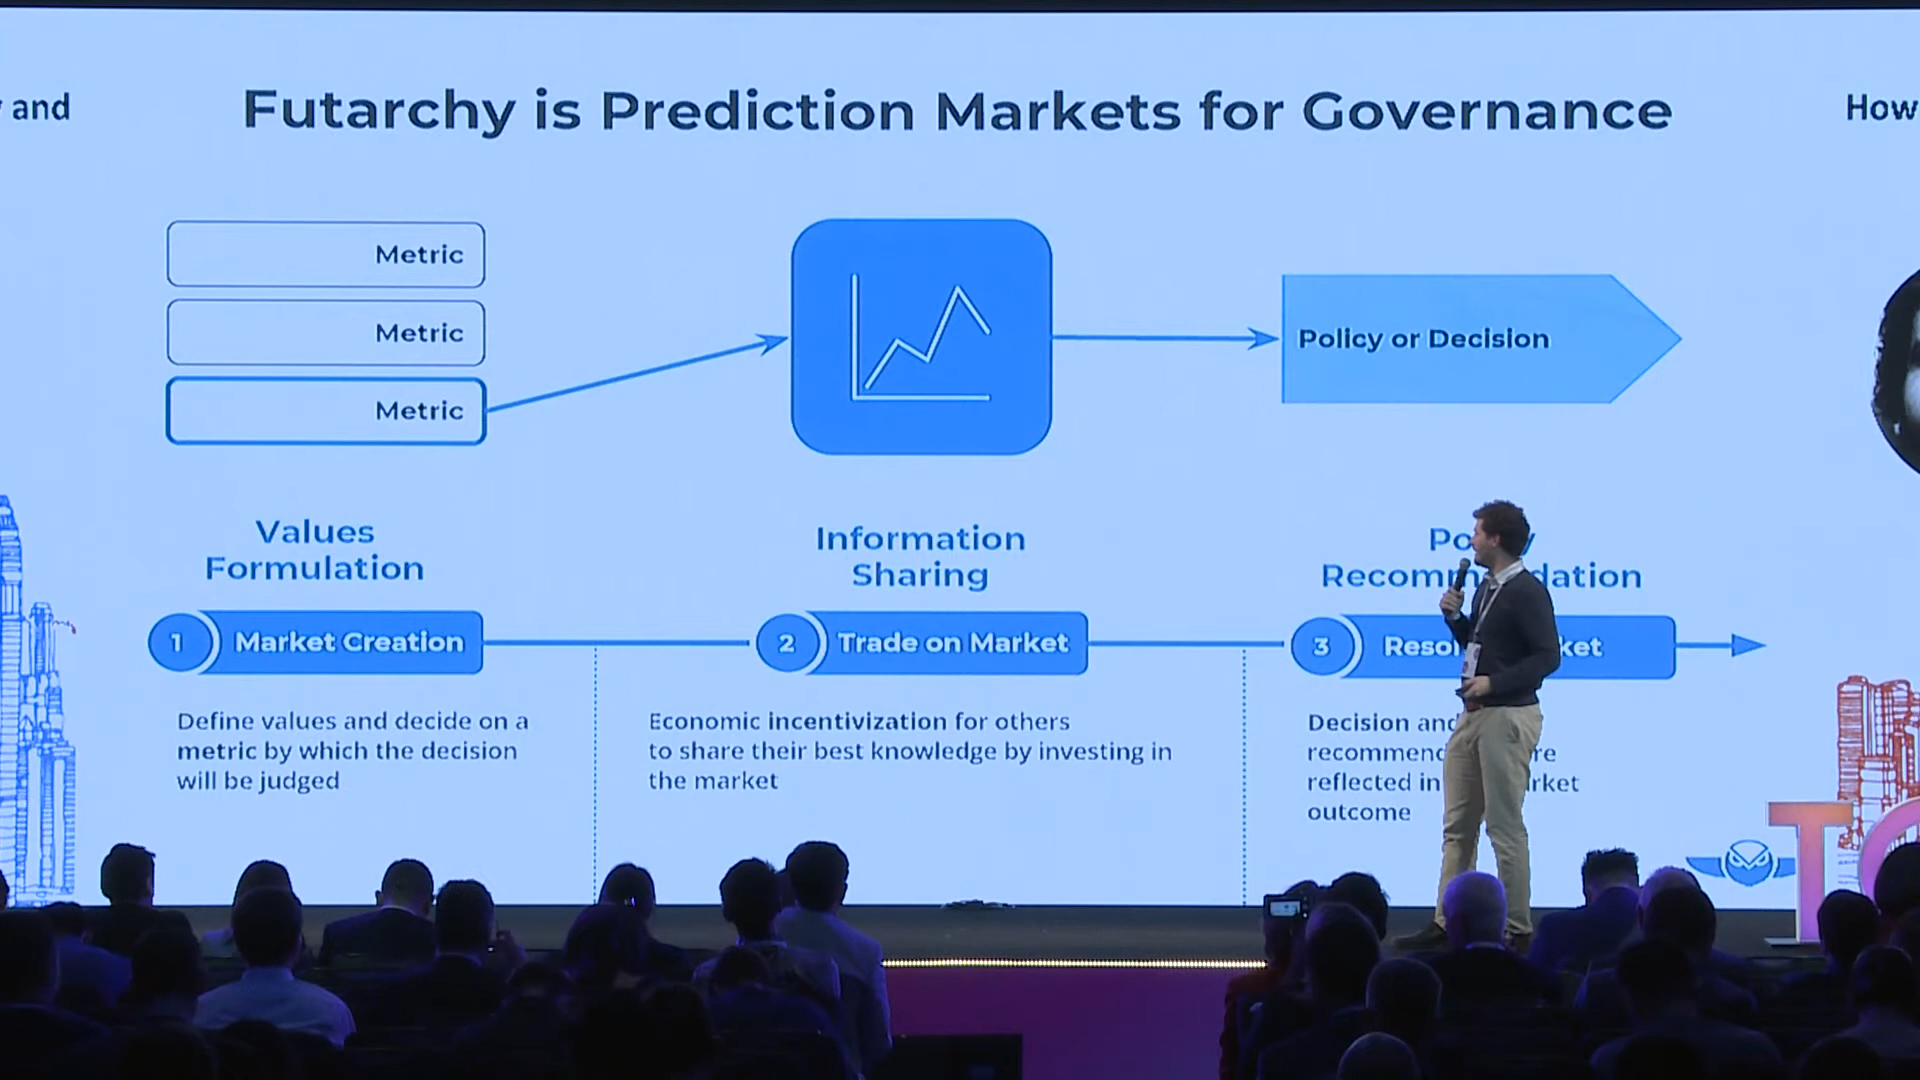 and
Futarchy is Prediction Markets for Governance
How
Metric
Metric
Metric
Policy or Decision
Values
Formulation
Information
Sharing
1
Market Creation
2
Trade on Market
3
Define values and decide on a
metric by which the decision
will be judged
Economic incentivization for others
to share their best knowledge by investing in
the market
Decision
reflected in
outcome